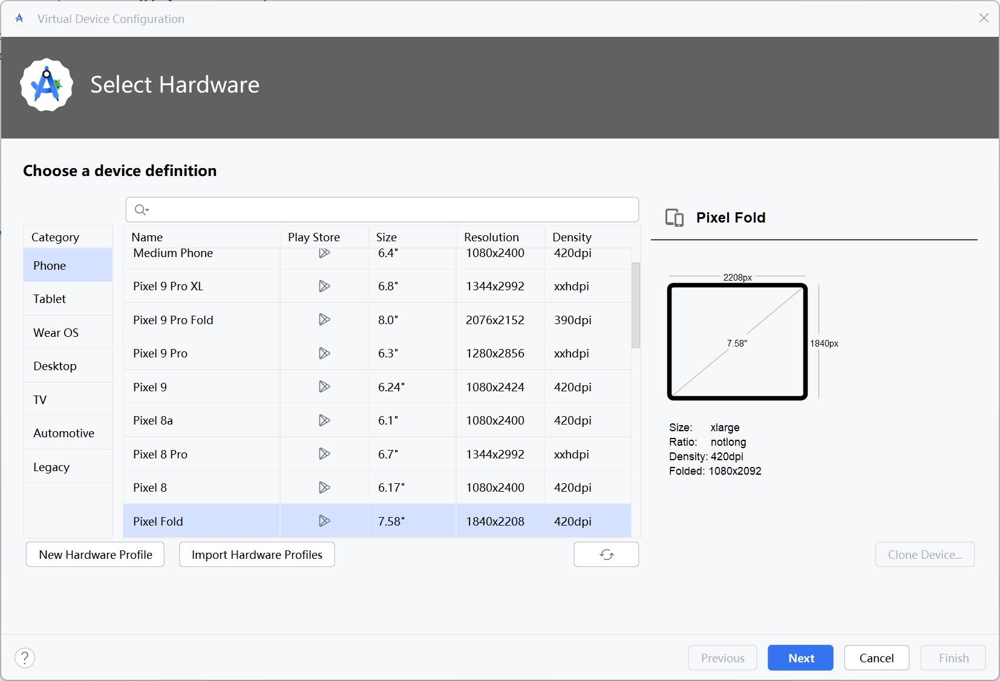 Virtual Device Configuration
Select Hardware
Choose a device definition
Category
Phone
Tablet
Wear OS
Desktop
TV
Automotive
Legacy
Name Play Store Size Resolution Density
Medium Phone 6.4" 1080x2400 420dpi
Pixel 9 Pro XL 6.8" 1344x2992 xxhdpi
Pixel 9 Pro Fold 8.0" 2076x2152 390dpi
Pixel 9 Pro 6.3" 1280x2856 xxhdpi
Pixel 9 6.24" 1080x2424 420dpi
Pixel 8a 6.1" 1080x2400 420dpi
Pixel 8 Pro 6.7" 1344x2992 xxhdpi
Pixel 8 6.17" 1080x2400 420dpi
Pixel Fold 7.58" 1840x2208 420dpi
Pixel Fold
2208px
7.58"
1840px
Size: xlarge
Ratio: notlong
Density: 420dpi
Folded: 1080x2092
New Hardware Profile
Import Hardware Profiles
Clone Device...
?
Previous
Next
Cancel
Finish